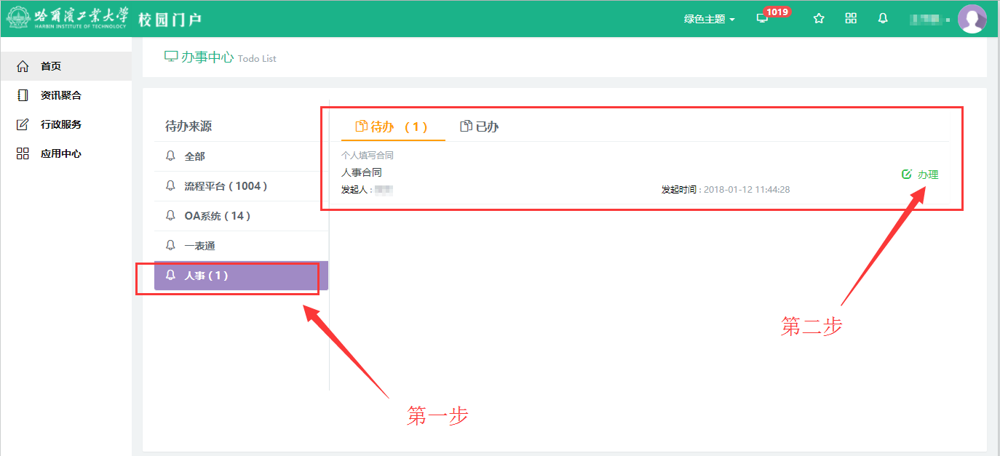 哈爾濱工業大学 校园门户
HARBIN INSTITUTE OF TECHNOLOGY
绿色主题
1019
首页
资讯聚合
行政服务
应用中心
办事中心 Todo List
待办来源
全部
流程平台 ( 1004 )
OA系统 ( 14 )
一表通
人事 ( 1 )
待办 ( 1 ) 已办
个人填写合同
人事合同
办理
发起人 : 发起时间 : 2018-01-12 11:44:28
第二步
第一步